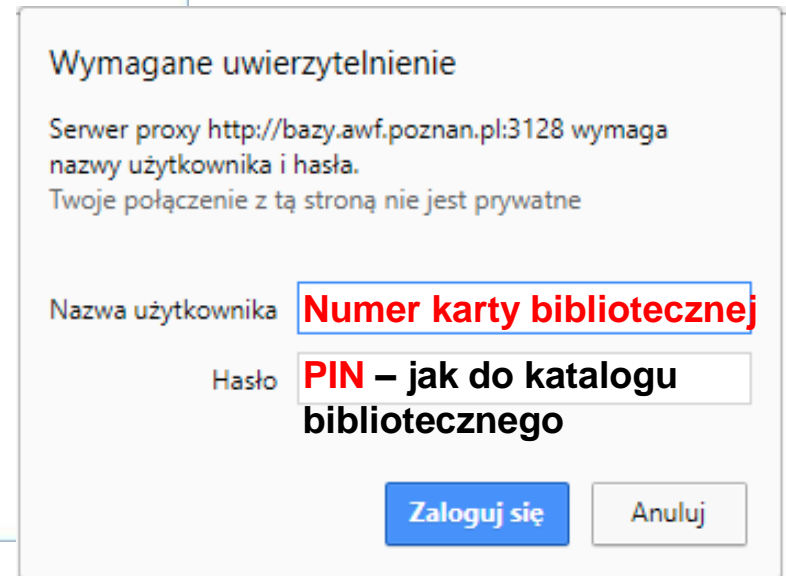 Wymagane uwierzytelnienie
Serwer proxy http://bazy.awf.poznan.pl:3128 wymaga
nazwy użytkownika i hasła.
Twoje połączenie z tą stroną nie jest prywatne
Nazwa użytkownika Numer karty bibliotecznej
Hasło PIN – jak do katalogu
bibliotecznego
Zaloguj się Anuluj